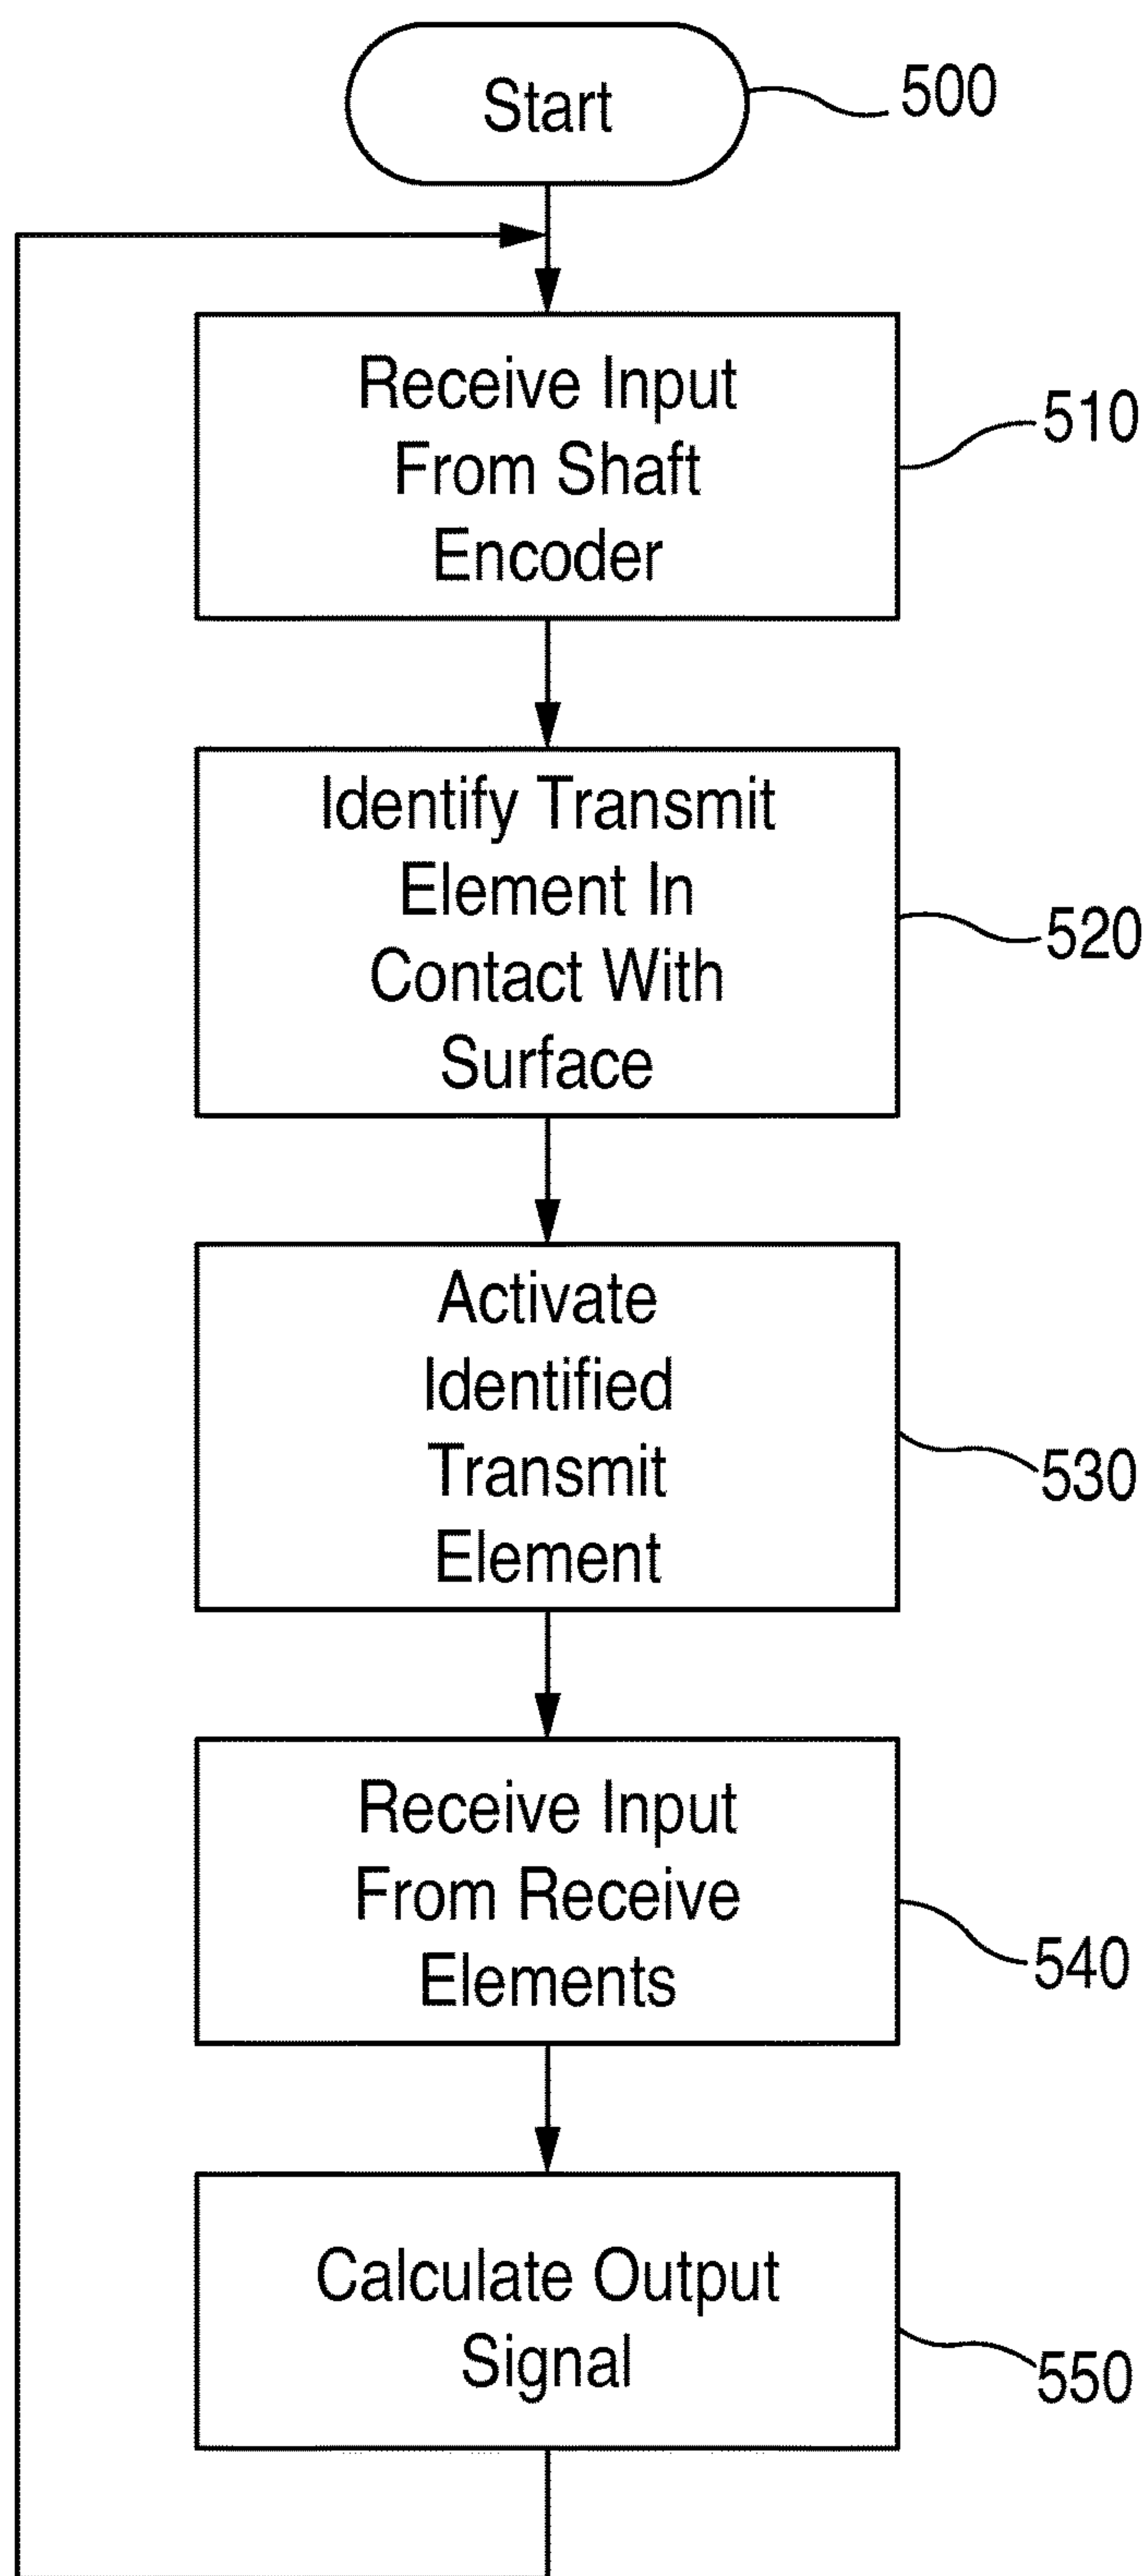 Start
500
Receive Input
From Shaft
Encoder
510
Identify Transmit
Element In
Contact With
Surface
520
Activate
Identified
Transmit
Element
530
Receive Input
From Receive
Elements
540
Calculate Output
Signal
550